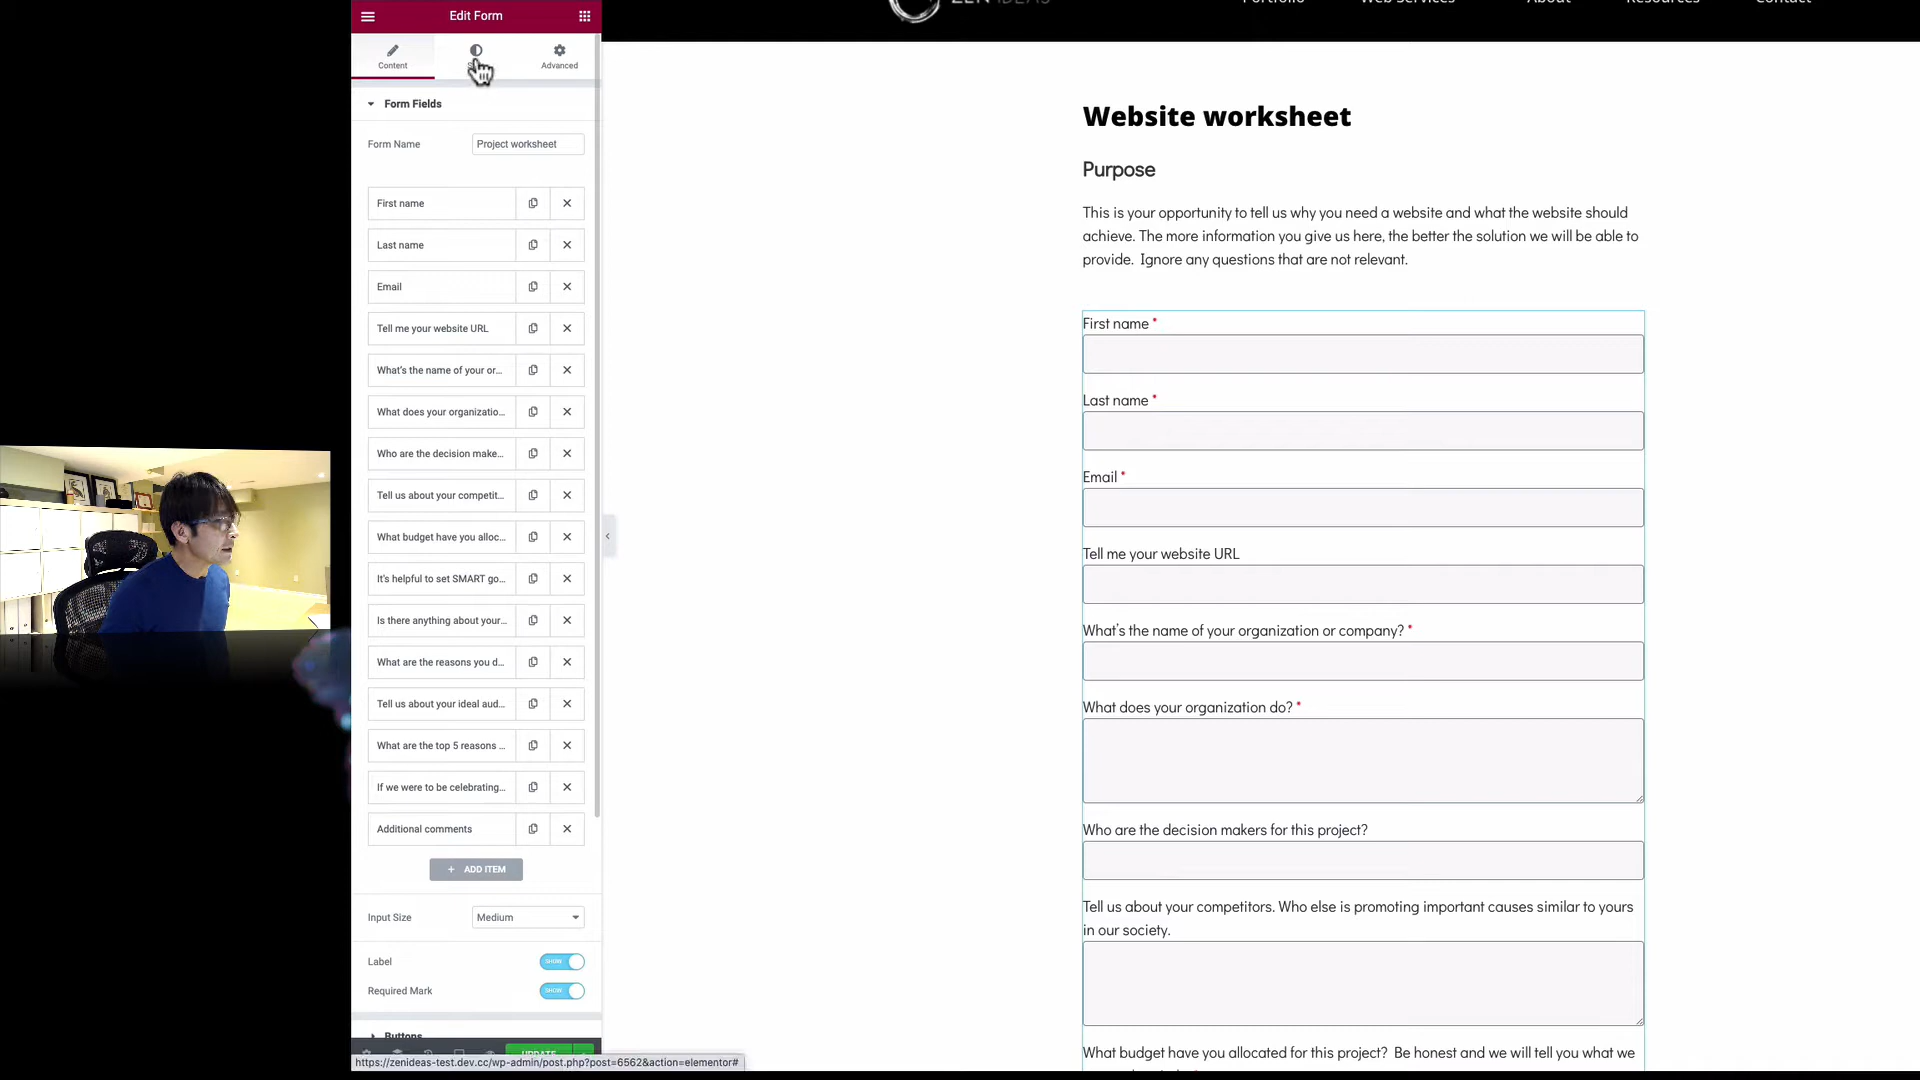 Edit Form
Content
Advanced
Form Fields
Form Name
Project worksheet
First name
Last name
Email
Tell me your website URL
What's the name of your or...
What does your organizatio...
Who are the decision make...
Tell us about your competit...
What budget have you alloc...
It's helpful to set SMART go...
Is there anything about your...
What are the reasons you d...
Tell us about your ideal aud...
What are the top 5 reasons ...
If we were to be celebrating...
Additional comments
+ ADD ITEM
Input Size
Medium
Label
SHOW
Required Mark
SHOW
Buttons
UPDATE
https://zenideas-test.dev.cc/wp-admin/post.php?post=6562&action=elementor#
ZEN IDEAS
Portfolio
Web Services
About
Resources
Contact
Website worksheet
Purpose
This is your opportunity to tell us why you need a website and what the website should
achieve. The more information you give us here, the better the solution we will be able to
provide. Ignore any questions that are not relevant.
First name *
Last name *
Email *
Tell me your website URL
What's the name of your organization or company? *
What does your organization do? *
Who are the decision makers for this project?
Tell us about your competitors. Who else is promoting important causes similar to yours
in our society.
What budget have you allocated for this project? Be honest and we will tell you what we